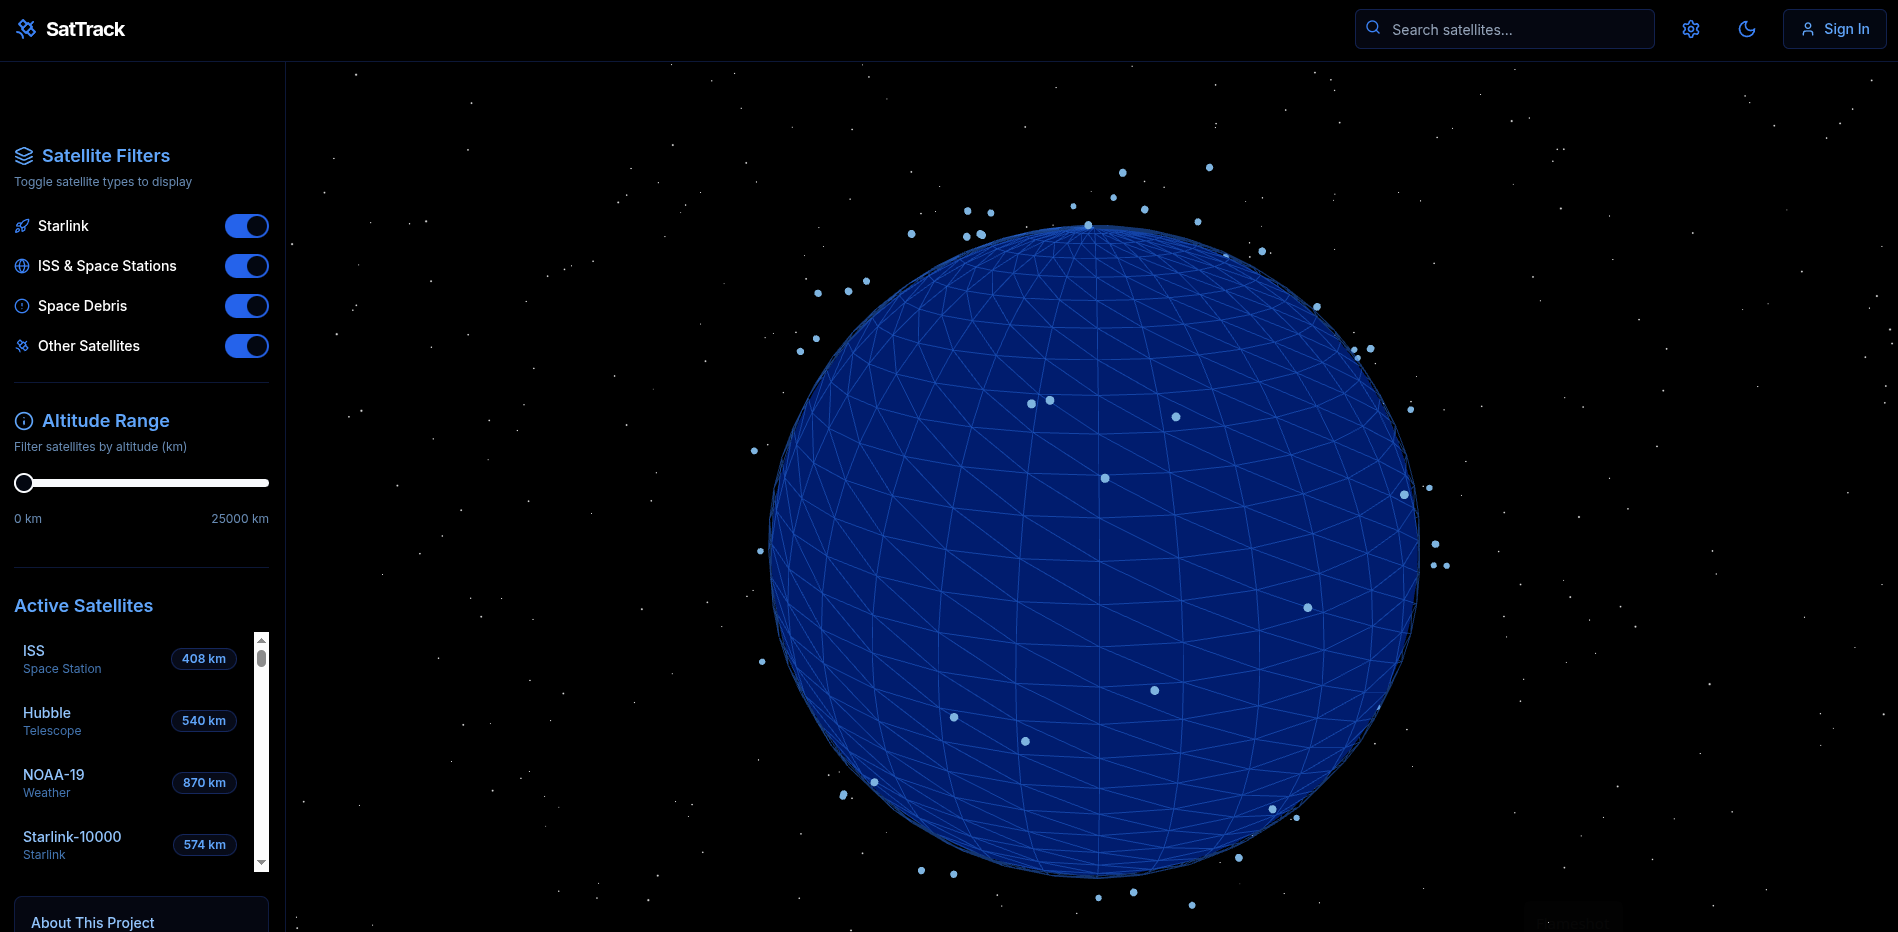 SatTrack
Search satellites...
Sign In
Satellite Filters
Toggle satellite types to display
Starlink
ISS & Space Stations
Space Debris
Other Satellites
Altitude Range
Filter satellites by altitude (km)
0 km 25000 km
Active Satellites
ISS
Space Station
408 km
Hubble
Telescope
540 km
NOAA-19
Weather
870 km
Starlink-10000
Starlink
574 km
About This Project